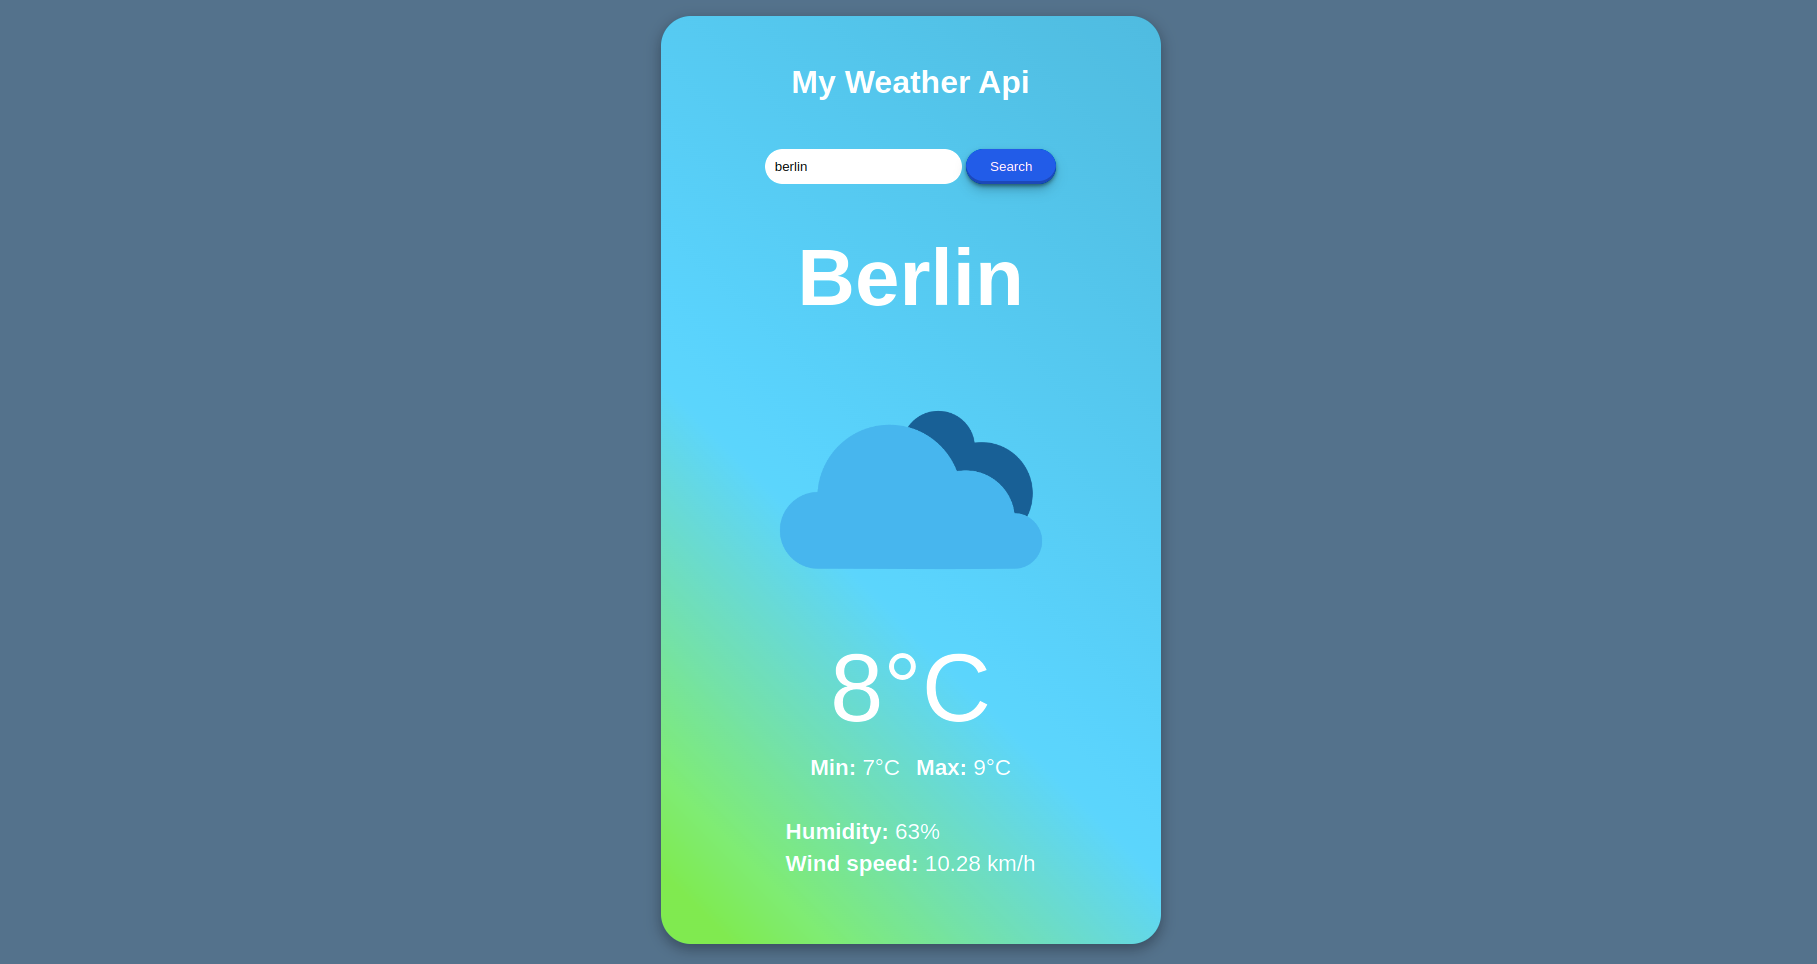 My Weather Api
berlin Search
Berlin
8°C
Min: 7°C Max: 9°C
Humidity: 63%
Wind speed: 10.28 km/h